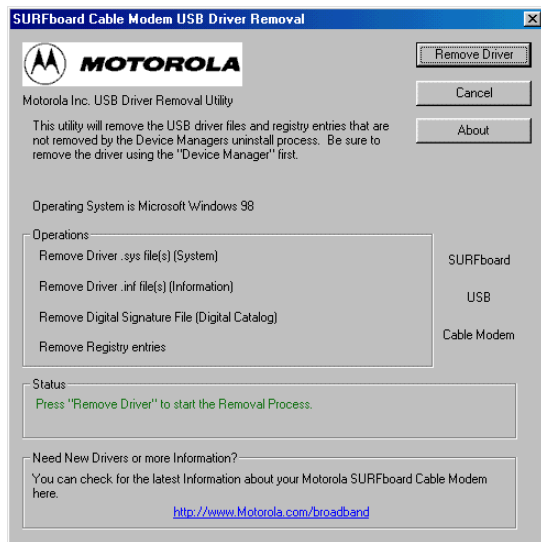 SURFboard Cable Modem USB Driver Removal
MOTOROLA
Remove Driver
Motorola Inc. USB Driver Removal Utility
Cancel
This utility will remove the USB driver files and registry entries that are
not removed by the Device Managers uninstall process. Be sure to
remove the driver using the "Device Manager" first.
About
Operating System is Microsoft Windows 98
Operations
Remove Driver .sys file(s) (System)
Remove Driver .inf file(s) (Information)
Remove Digital Signature File (Digital Catalog)
Remove Registry entries
SURFboard
USB
Cable Modem
Status
Press "Remove Driver" to start the Removal Process.
Need New Drivers or more Information?
You can check for the latest Information about your Motorola SURFboard Cable Modem
here.
http://www.Motorola.com/broadband